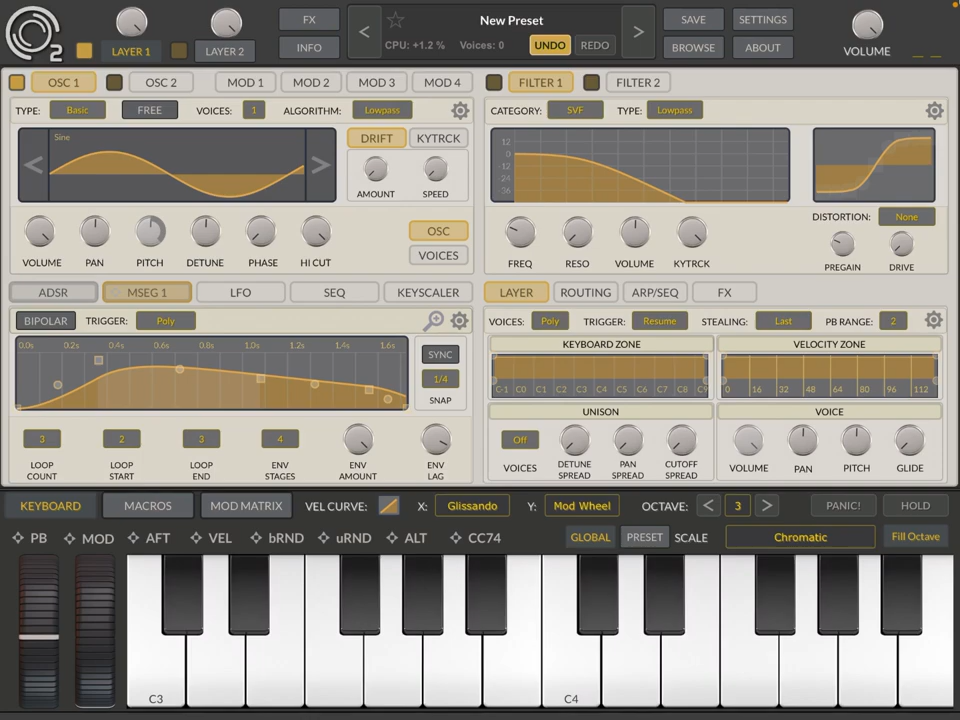 2
LAYER 1
LAYER 2
FX
INFO
<
New Preset
CPU: +1.2 %
Voices: 0
UNDO
REDO
>
SAVE
SETTINGS
BROWSE
ABOUT
VOLUME
OSC 1
OSC 2
MOD 1
MOD 2
MOD 3
MOD 4
TYPE: Basic
FREE
VOICES: 1
ALGORITHM: Lowpass
Sine
DRIFT
KYTRCK
AMOUNT
SPEED
VOLUME
PAN
PITCH
DETUNE
PHASE
HI CUT
OSC
VOICES
FILTER 1
FILTER 2
CATEGORY: SVF
TYPE: Lowpass
12
0
-12
-24
-36
DISTORTION: None
FREQ
RESO
VOLUME
KYTRCK
PREGAIN
DRIVE
ADSR
MSEG 1
LFO
SEQ
KEYSCALER
BIPOLAR
TRIGGER: Poly
0.0s 0.2s 0.4s 0.6s 0.8s 1.0s 1.2s 1.4s 1.6s
SYNC
1/4
SNAP
3
2
3
4
LOOP COUNT
LOOP START
LOOP END
ENV STAGES
ENV AMOUNT
ENV LAG
LAYER
ROUTING
ARP/SEQ
FX
VOICES: Poly
TRIGGER: Resume
STEALING: Last
PB RANGE: 2
KEYBOARD ZONE
VELOCITY ZONE
C-1 C0 C1 C2 C3 C4 C5 C6 C7 C8 C9
0 16 32 48 64 80 96 112
UNISON
VOICE
Off
VOICES
DETUNE SPREAD
PAN SPREAD
CUTOFF SPREAD
VOLUME
PAN
PITCH
GLIDE
KEYBOARD
MACROS
MOD MATRIX
VEL CURVE:
X: Glissando
Y: Mod Wheel
OCTAVE: < 3 >
PANIC!
HOLD
PB
MOD
AFT
VEL
bRND
uRND
ALT
CC74
GLOBAL
PRESET
SCALE
Chromatic
Fill Octave
C3
C4